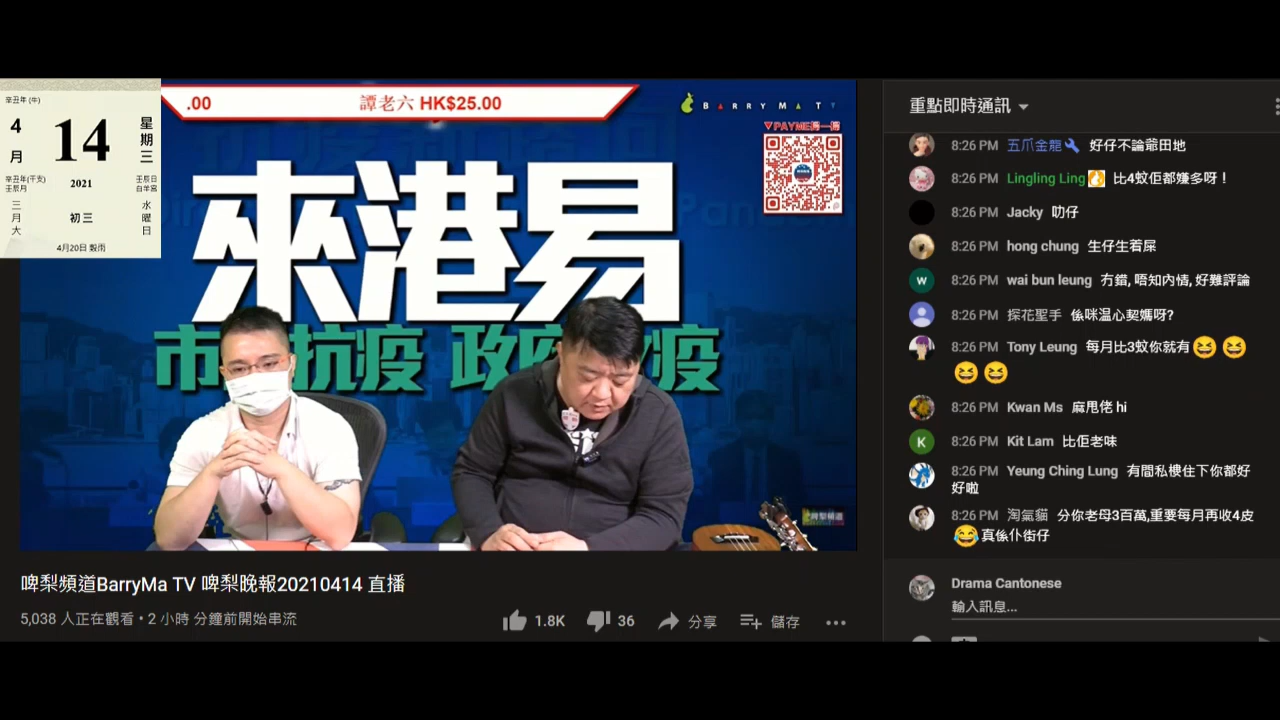 辛丑年 (牛)
4
月
14
星期三
辛丑年(干支)
壬辰月
2021
壬辰日
白羊宮
三月大
初三
水曜日
4月20日 穀雨
.00 譚老六 HK$25.00
BARRYMATV
▼PAYME掃一掃
來港易
啤梨頻道
啤梨頻道BarryMa TV 啤梨晚報20210414 直播
5,038 人正在觀看 • 2 小時 分鐘前開始串流
1.8K 36 分享 儲存
重點即時通訊
8:26 PM 五爪金龍🔧 好仔不論爺田地
8:26 PM Lingling Ling 比4蚊佢都嫌多呀！
8:26 PM Jacky 叻仔
8:26 PM hong chung 生仔生着屎
W
8:26 PM wai bun leung 冇錯, 唔知內情, 好難評論
8:26 PM 探花聖手 係咪温心契媽呀?
8:26 PM Tony Leung 每月比3蚊你就有😆 😆
😆 😆
8:26 PM Kwan Ms 麻甩佬 hi
K
8:26 PM Kit Lam 比佢老味
8:26 PM Yeung Ching Lung 有間私樓住下你都好
好啦
8:26 PM 淘氣貓 分你老母3百萬,重要每月再收4皮
😂真係仆街仔
Drama Cantonese
輸入訊息...